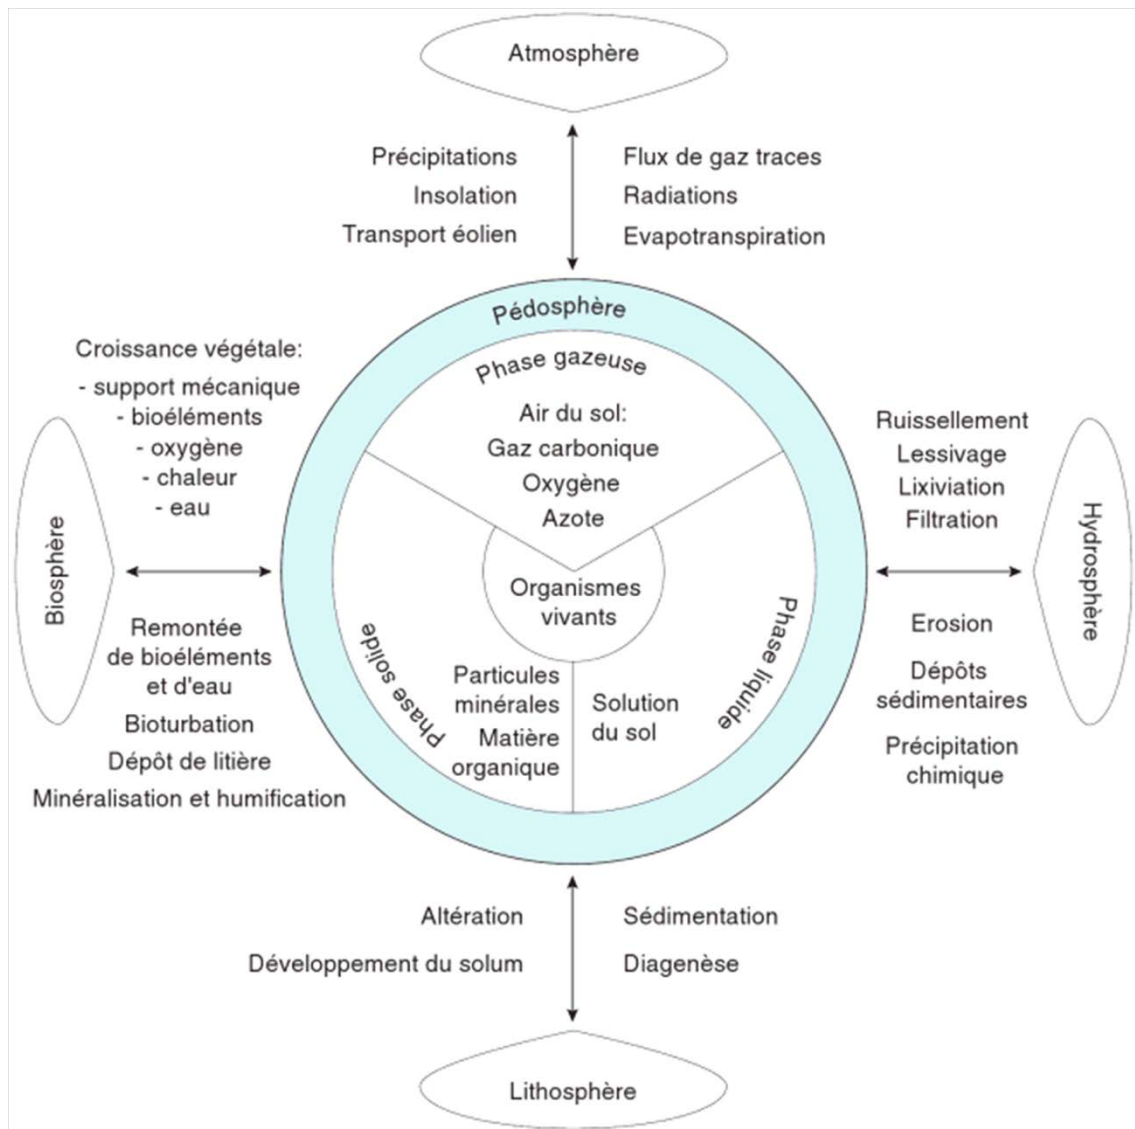 Atmosphère
Précipitations
Insolation
Transport éolien
Flux de gaz traces
Radiations
Evapotranspiration
Pédosphère
Phase gazeuse
Air du sol:
Gaz carbonique
Oxygène
Azote
Organismes
vivants
Phase solide
Particules
minérales
Matière
organique
Phase liquide
Solution
du sol
Croissance végétale:
- support mécanique
- bioéléments
- oxygène
- chaleur
- eau
Biosphère
Remontée
de bioéléments
et d'eau
Bioturbation
Dépôt de litière
Minéralisation et humification
Ruissellement
Lessivage
Lixiviation
Filtration
Hydrosphère
Erosion
Dépôts
sédimentaires
Précipitation
chimique
Altération
Développement du solum
Sédimentation
Diagenèse
Lithosphère